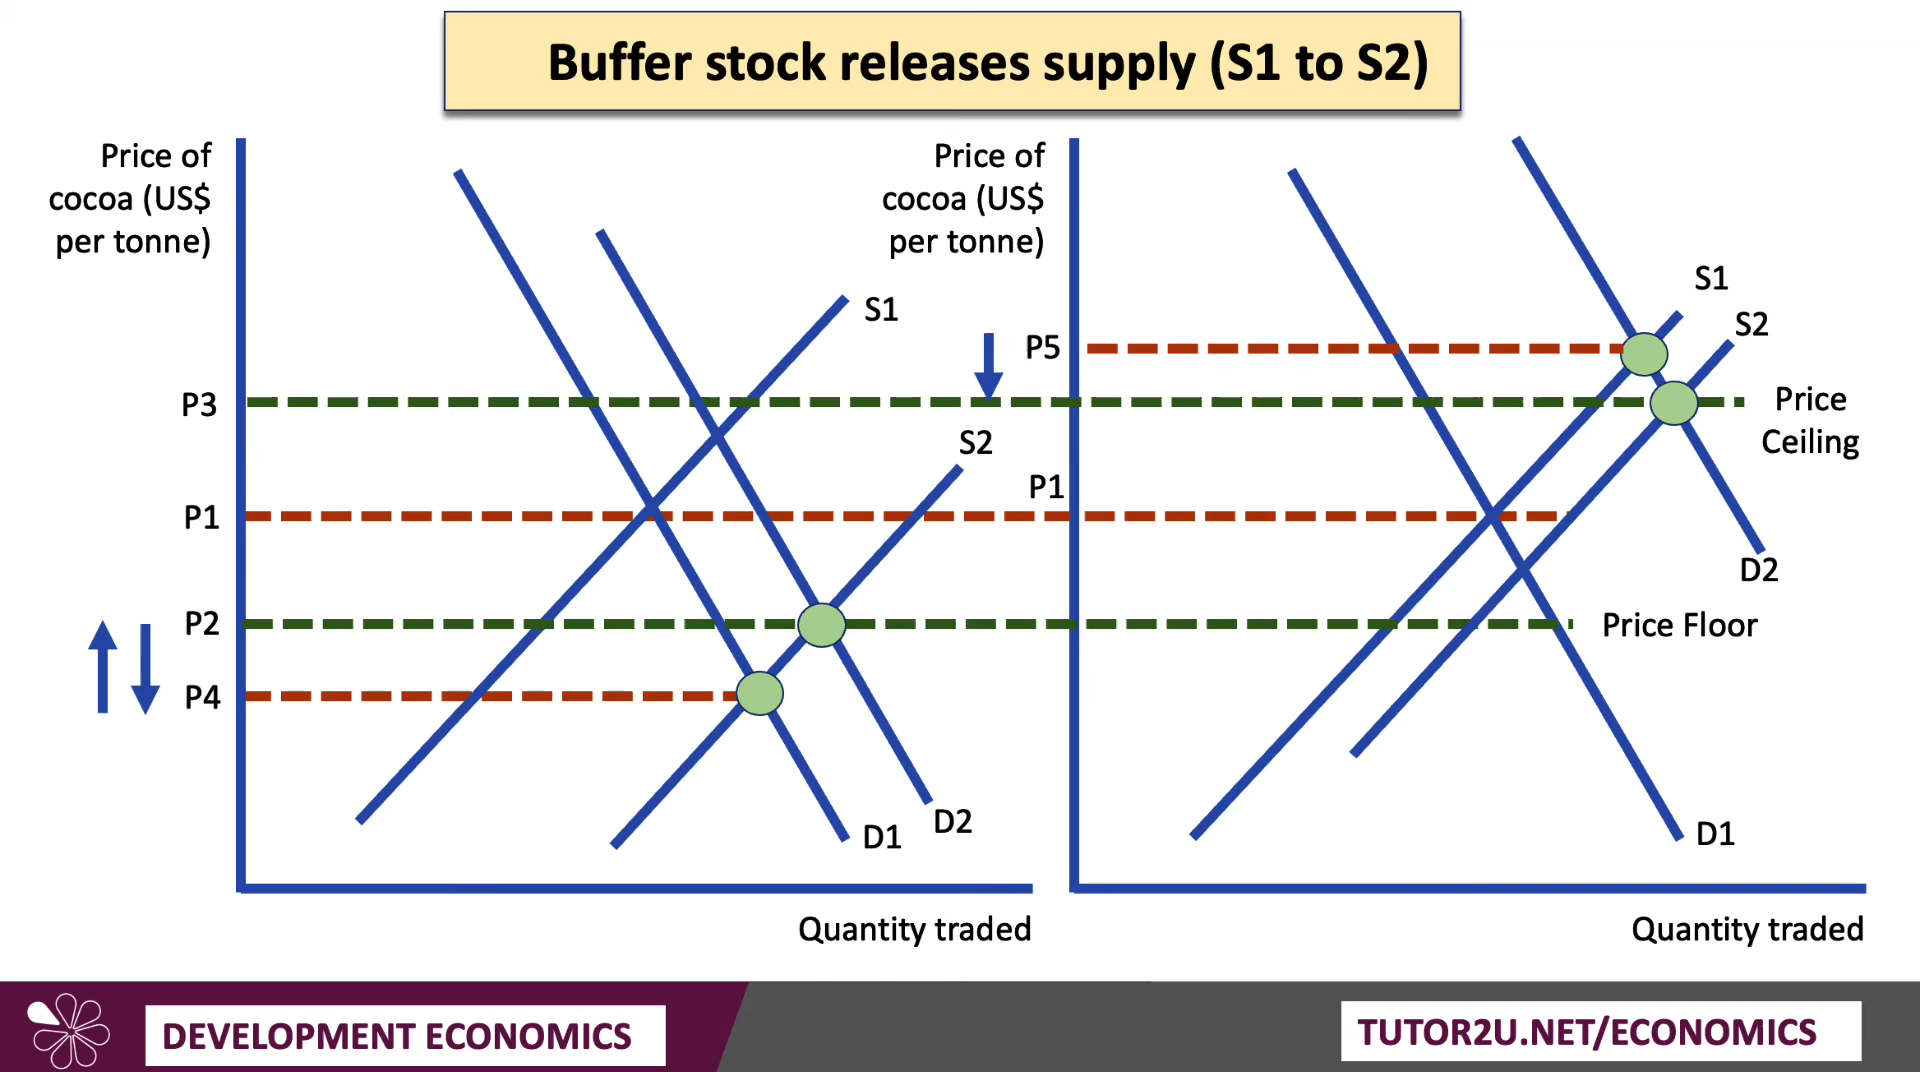 Buffer stock releases supply (S1 to S2)
Price of
cocoa (US$
per tonne)
S1
P3
S2
P1
P2
P4
D2
D1
Quantity traded
Price of
cocoa (US$
per tonne)
S1
S2
P5
Price
Ceiling
P1
D2
Price Floor
D1
Quantity traded
DEVELOPMENT ECONOMICS
TUTOR2U.NET/ECONOMICS